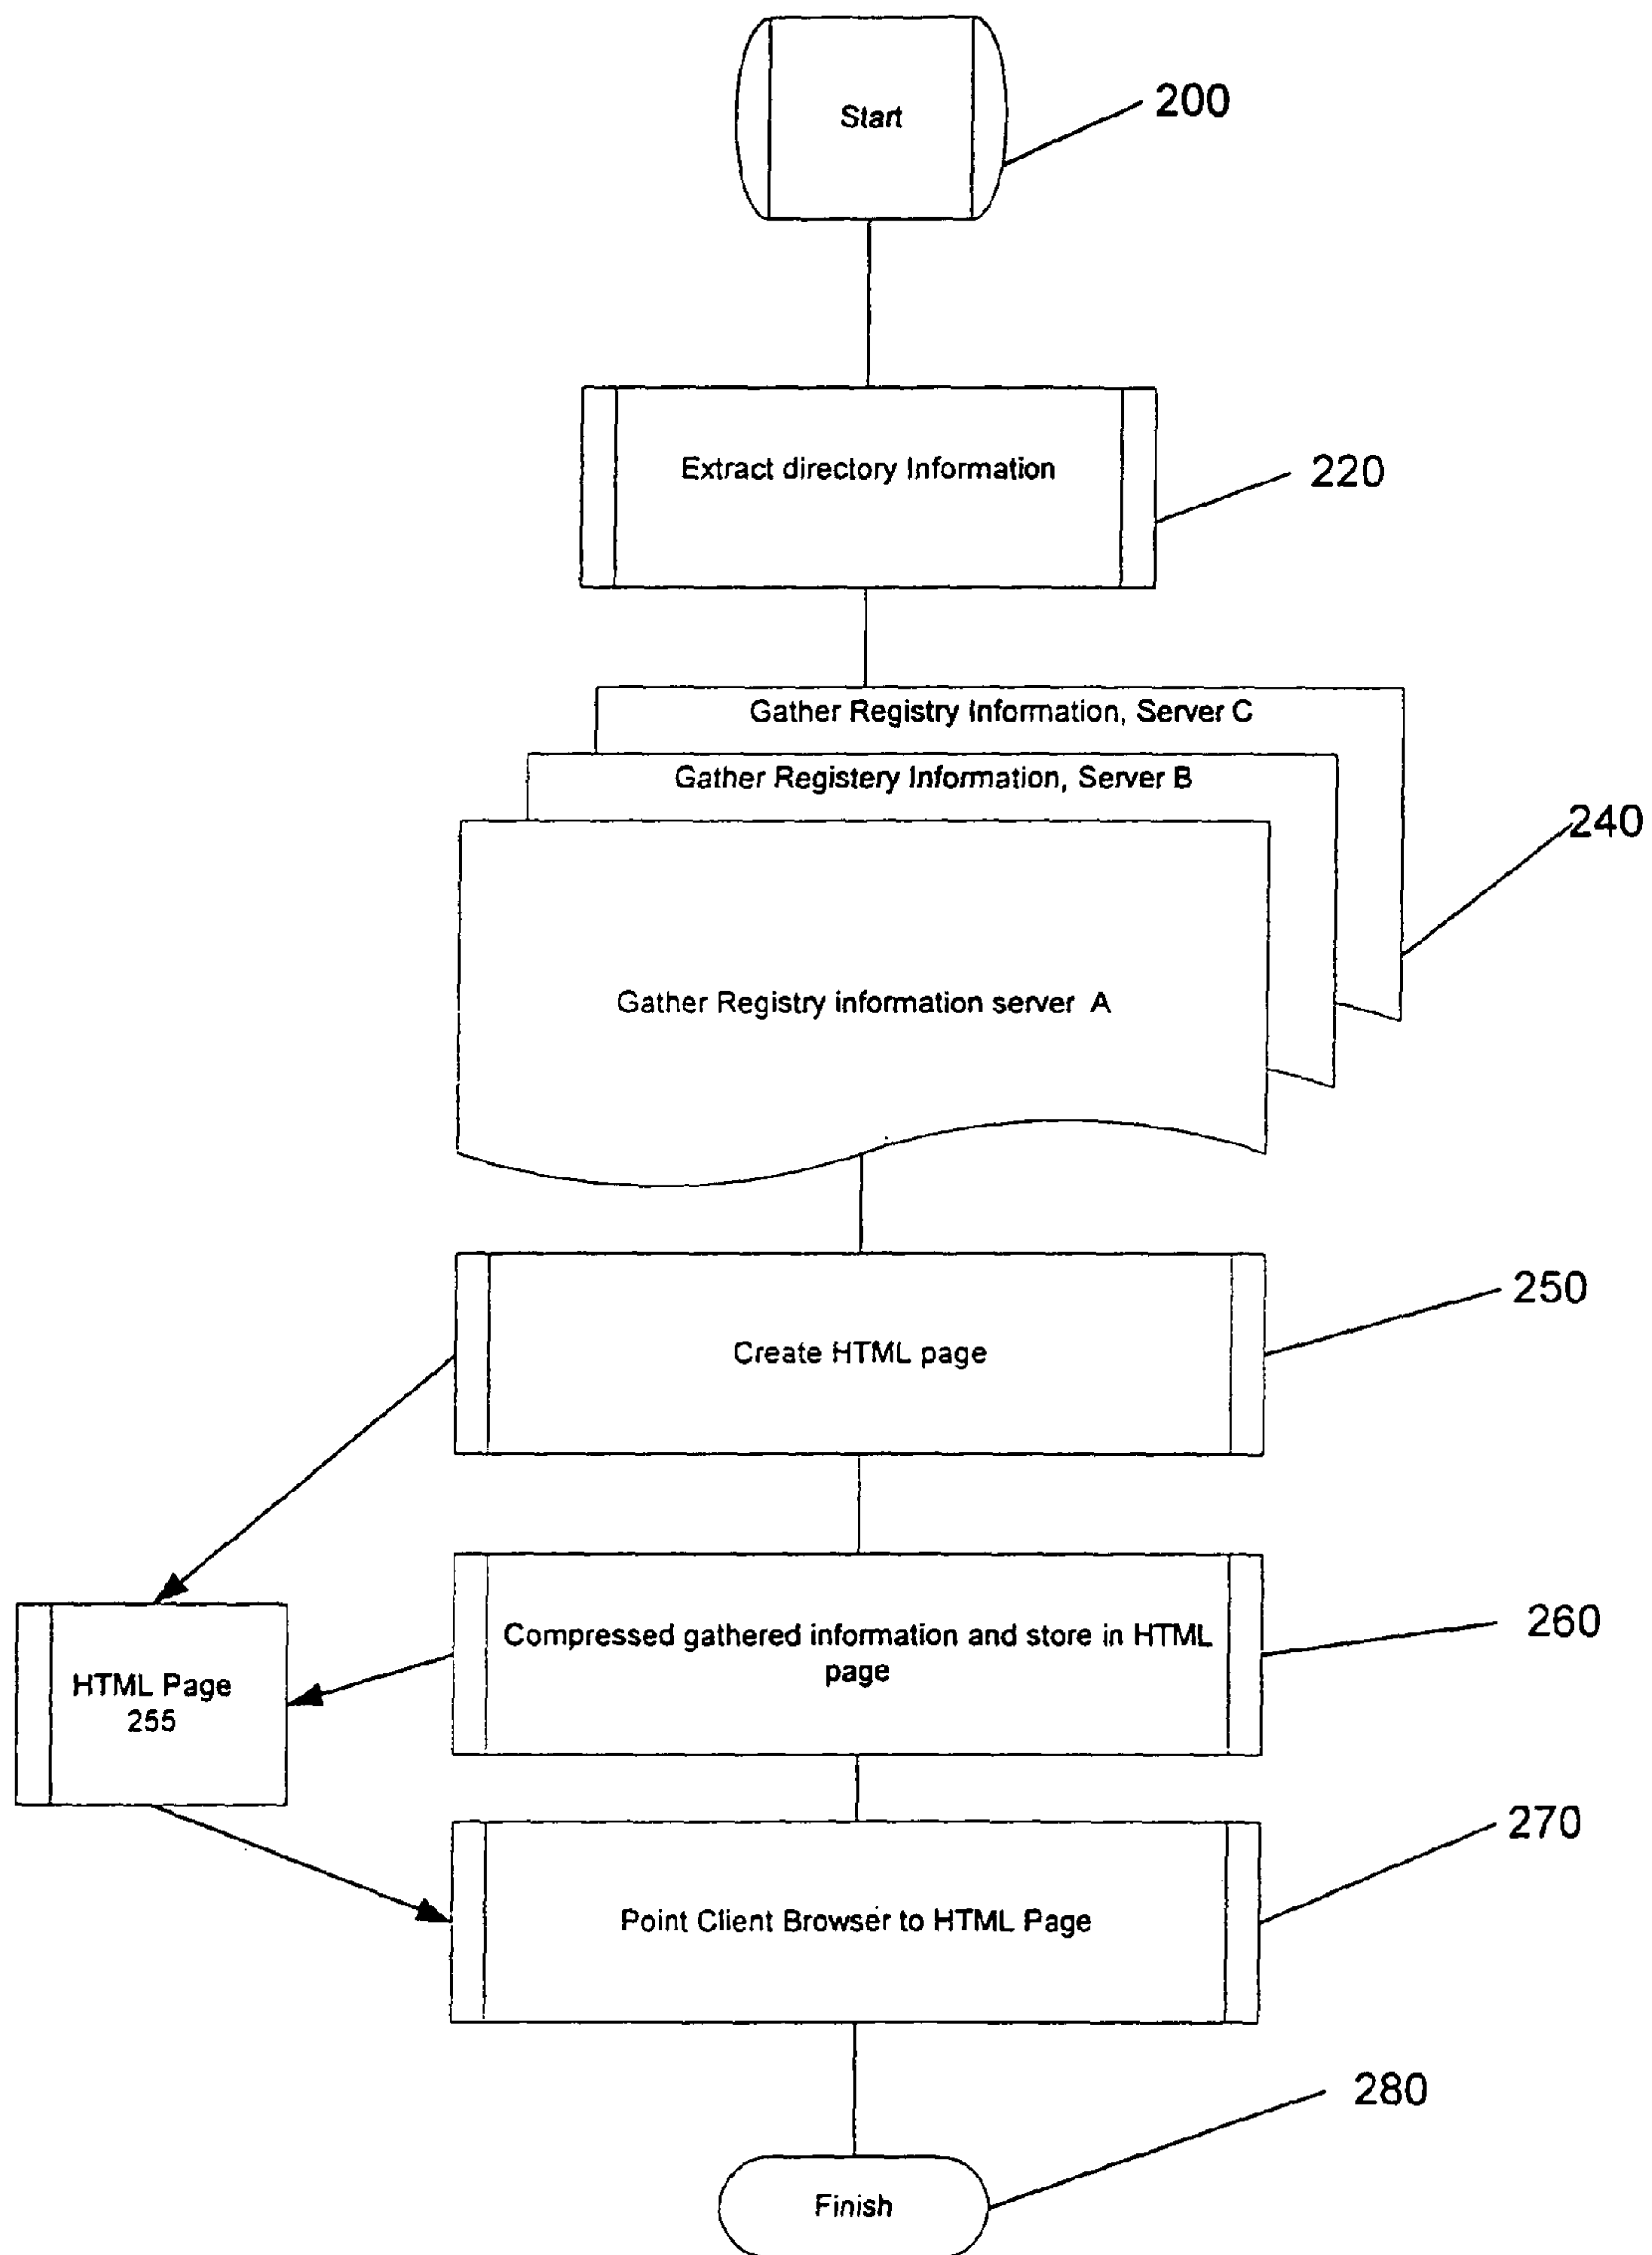 Start
200
Extract directory Information
220
Gather Registry Information, Server C
Gather Registery Information, Server B
240
Gather Registry information server A
250
Create HTML page
Compressed gathered information and store in HTML
page
260
HTML Page
255
270
Point Client Browser to HTML Page
280
Finish